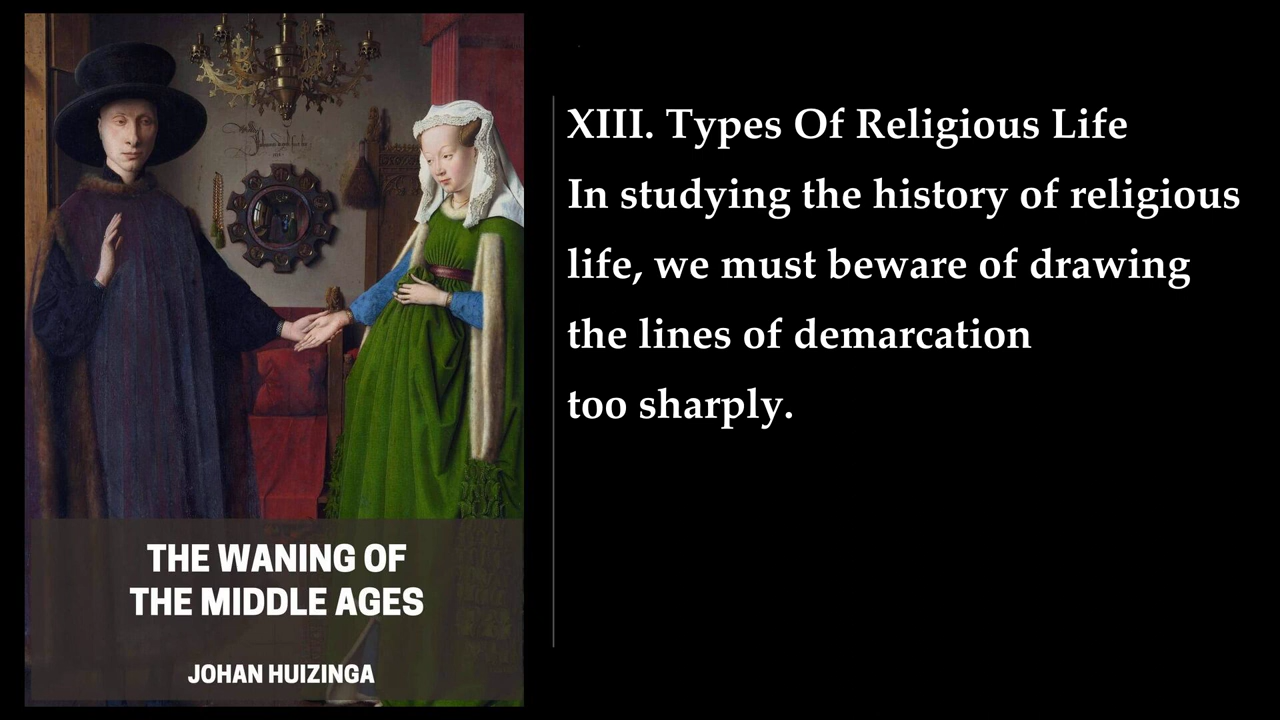 XIII. Types Of Religious Life
In studying the history of religious
life, we must beware of drawing
the lines of demarcation
too sharply.
THE WANING OF
THE MIDDLE AGES
JOHAN HUIZINGA